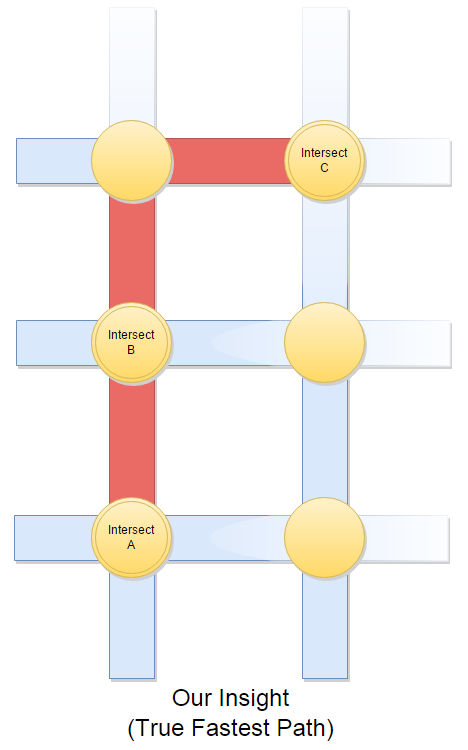 Intersect
C
Intersect
B
Intersect
A
Our Insight
(True Fastest Path)